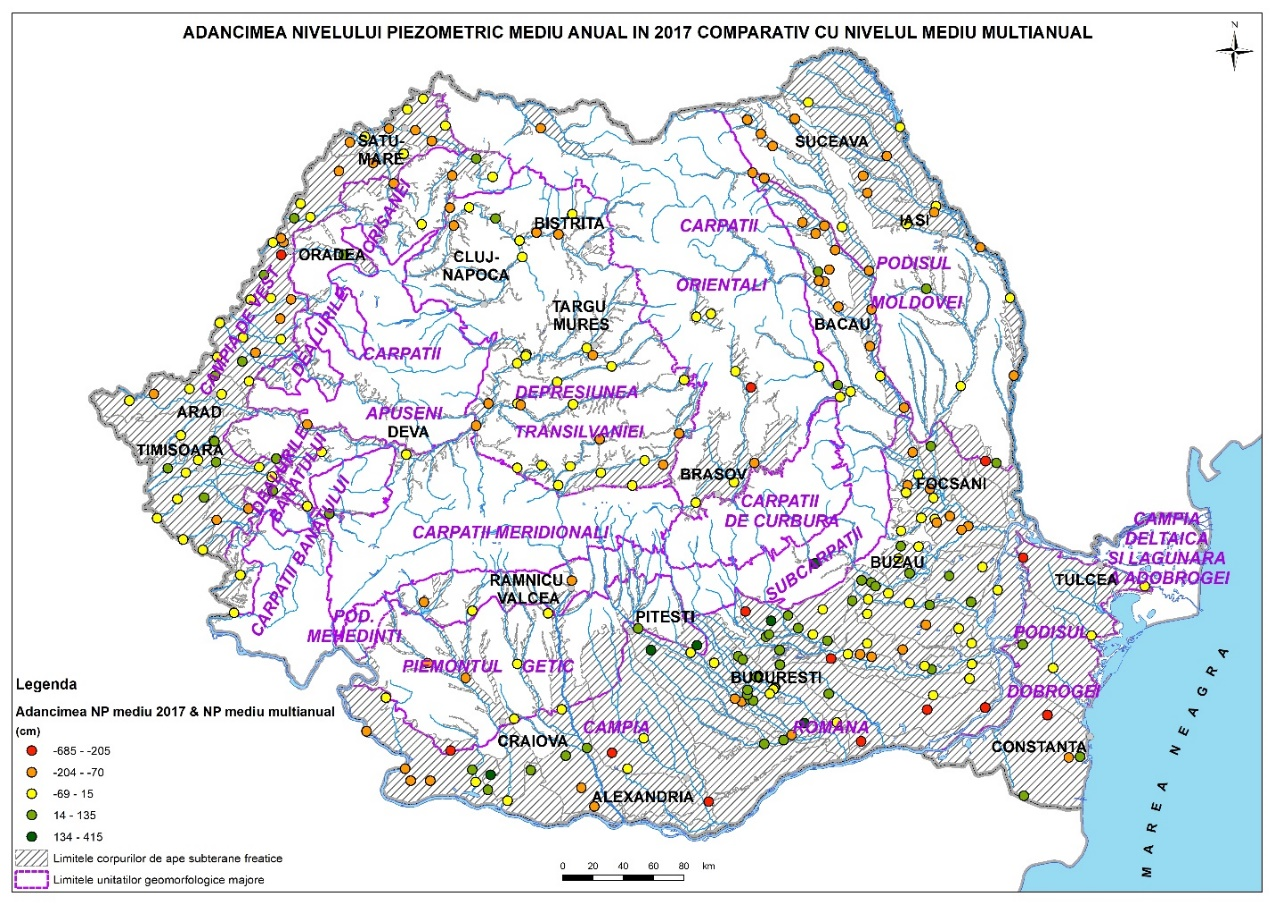 ADANCIMEA NIVELULUI PIEZOMETRIC MEDIU ANUAL IN 2017 COMPARATIV CU NIVELUL MEDIU MULTIANUAL
N
SATU-
MARE
SUCEAVA
IASI
BISTRITA
CARPATII
ORIENTALI
ORADEA
DEALURILE
CRISANEI
CLUJ-
NAPOCA
PODISUL
MOLDOVEI
CAMPIA DE VEST
TARGU
MURES
BACAU
CARPATII
APUSENI
DEPRESIUNEA
TRANSILVANIEI
ARAD
DEVA
TIMISOARA
DEALURILE
BANATULUI
BRASOV
FOCSANI
CARPATII
DE CURBURA
CARPATII MERIDIONALI
CARPATII BANATULUI
SUBCARPATII
BUZAU
CAMPIA
DELTAICA
SI LAGUNARA
A ADOBROGEI
TULCEA
RAMNICU
VALCEA
PITESTI
POD.
MEHEDINTI
PODISUL
DOBROGEI
PIEMONTUL GETIC
BUCURESTI
CAMPIA ROMANA
CRAIOVA
CONSTANTA
ALEXANDRIA
MAREA NEAGRA
Legenda
Adancimea NP mediu 2017 & NP mediu multianual
(cm)
-685 - -205
-204 - -70
-69 - 15
14 - 135
134 - 415
Limitele corpurilor de ape subterane freatice
Limitele unitatilor geomorfologice majore
0 20 40 60 80 km